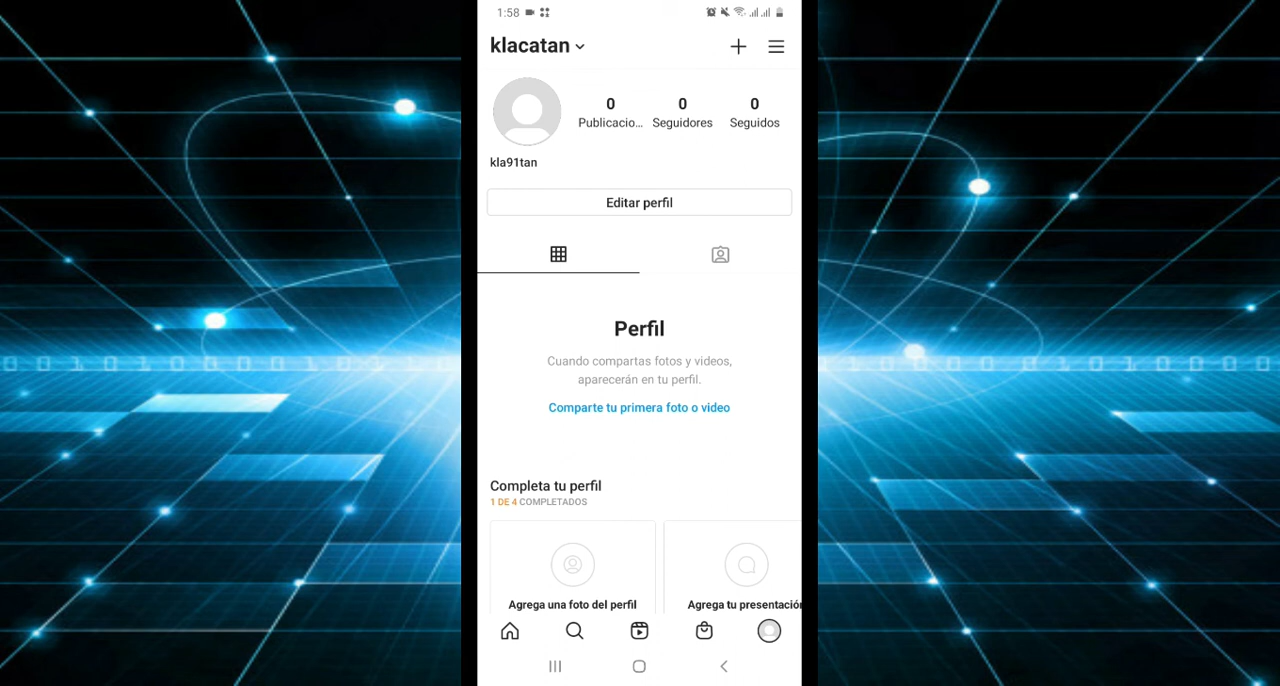 1:58
klacatan
0 0 0
Publicacio... Seguidores Seguidos
kla91tan
Editar perfil
Perfil
Cuando compartas fotos y videos,
aparecerán en tu perfil.
Comparte tu primera foto o video
Completa tu perfil
1 DE 4 COMPLETADOS
Agrega una foto del perfil Agrega tu presentación